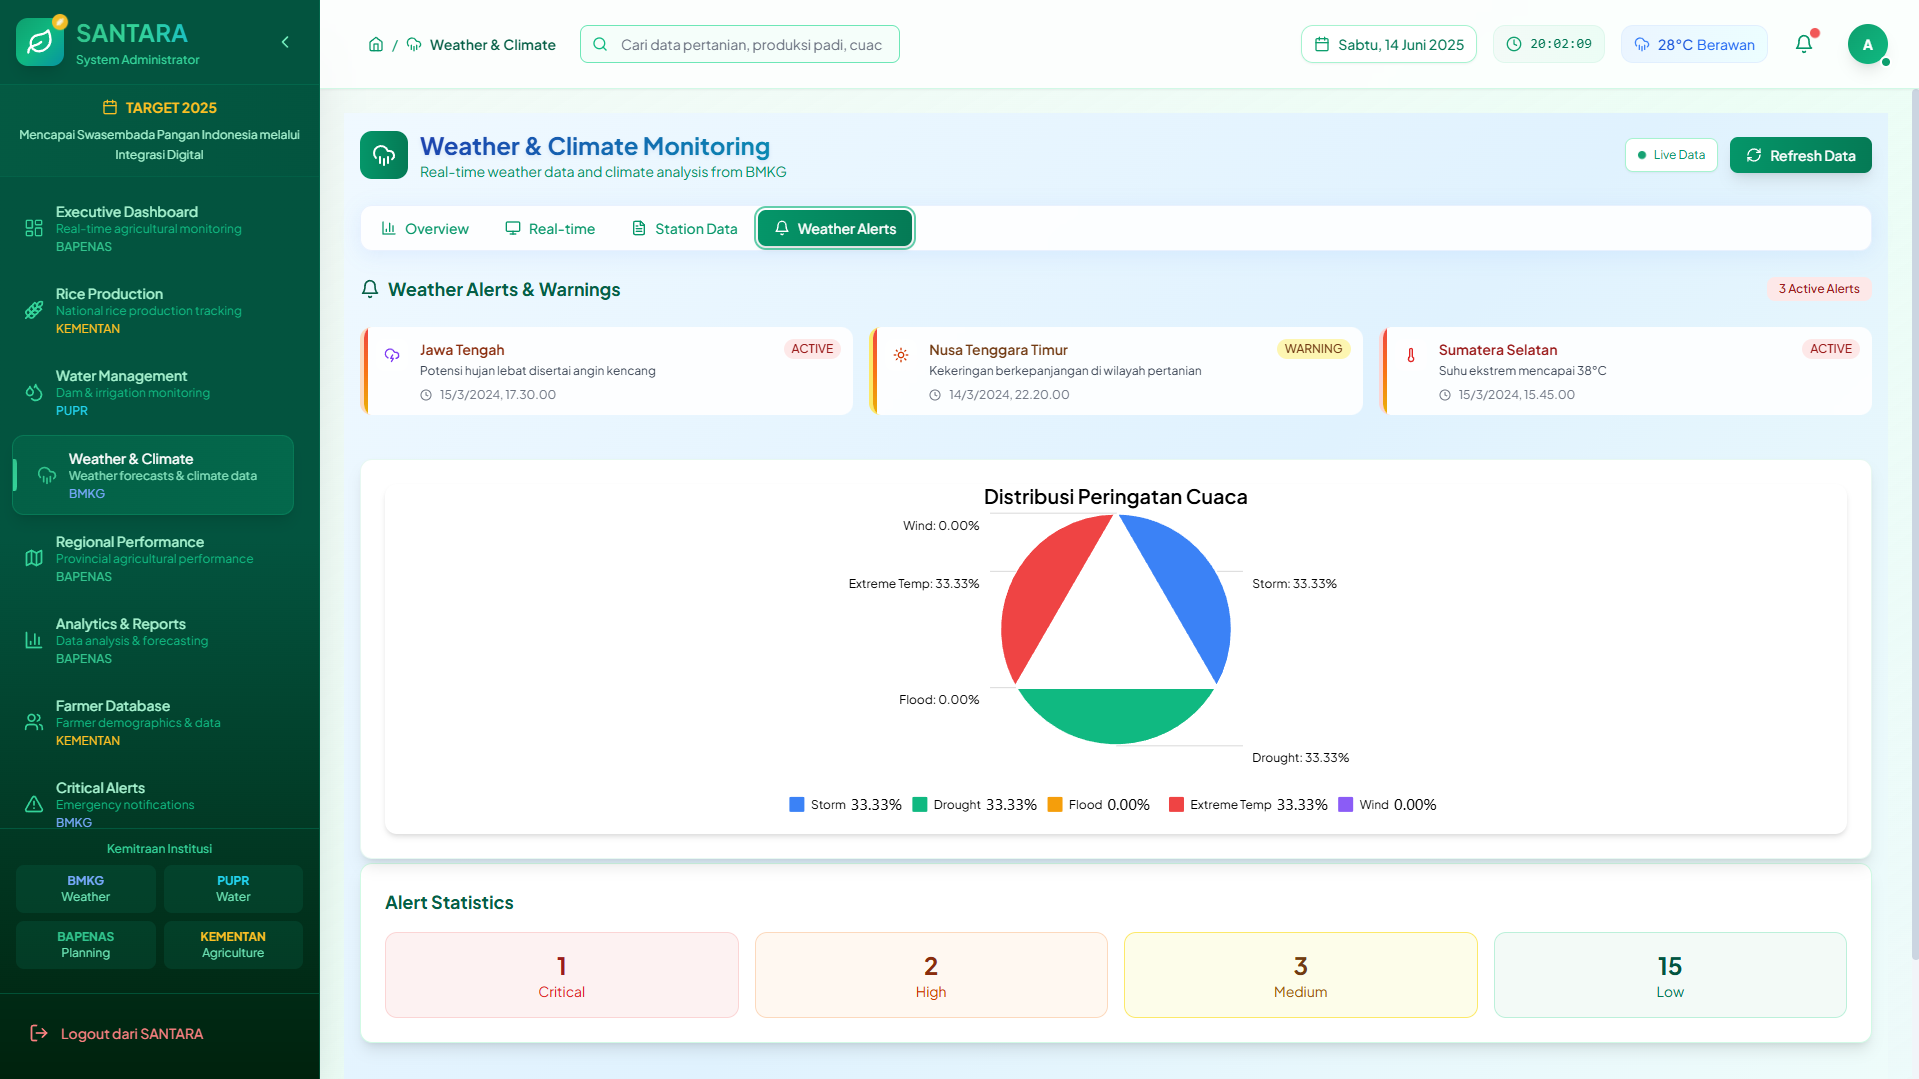 SANTARA
System Administrator
TARGET 2025
Mencapai Swasembada Pangan Indonesia melalui
Integrasi Digital
Executive Dashboard
Real-time agricultural monitoring
BAPENAS
Rice Production
National rice production tracking
KEMENTAN
Water Management
Dam & irrigation monitoring
PUPR
Weather & Climate
Weather forecasts & climate data
BMKG
Regional Performance
Provincial agricultural performance
BAPENAS
Analytics & Reports
Data analysis & forecasting
BAPENAS
Farmer Database
Farmer demographics & data
KEMENTAN
Critical Alerts
Emergency notifications
BMKG
Kemitraan Institusi
BMKG
Weather
PUPR
Water
BAPENAS
Planning
KEMENTAN
Agriculture
Logout dari SANTARA
/ Weather & Climate
Cari data pertanian, produksi padi, cuac
Sabtu, 14 Juni 2025
20:02:09
28°C Berawan
A
Weather & Climate Monitoring
Real-time weather data and climate analysis from BMKG
Live Data
Refresh Data
Overview
Real-time
Station Data
Weather Alerts
Weather Alerts & Warnings
3 Active Alerts
Jawa Tengah
ACTIVE
Potensi hujan lebat disertai angin kencang
15/3/2024, 17.30.00
Nusa Tenggara Timur
WARNING
Kekeringan berkepanjangan di wilayah pertanian
14/3/2024, 22.20.00
Sumatera Selatan
ACTIVE
Suhu ekstrem mencapai 38°C
15/3/2024, 15.45.00
Distribusi Peringatan Cuaca
Wind: 0.00%
Extreme Temp: 33.33%
Storm: 33.33%
Flood: 0.00%
Drought: 33.33%
Storm 33.33% Drought 33.33% Flood 0.00% Extreme Temp 33.33% Wind 0.00%
Alert Statistics
1
Critical
2
High
3
Medium
15
Low